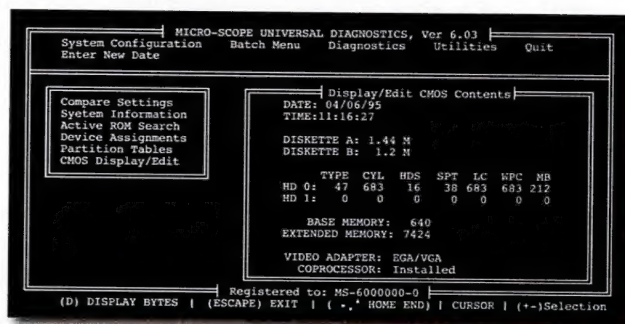 MICRO-SCOPE UNIVERSAL DIAGNOSTICS, Ver 6.03
System Configuration Batch Menu Diagnostics Utilities Quit
Enter New Date
Compare Settings
System Information
Active ROM Search
Device Assignments
Partition Tables
CMOS Display/Edit
Display/Edit CMOS Contents
DATE: 04/06/95
TIME:11:16:27
DISKETTE A: 1.44 M
DISKETTE B: 1.2 M
TYPE CYL HDS SPT LC WPC MB
HD 0: 47 683 16 38 683 683 212
HD 1: 0 0 0 0 0 0 0
BASE MEMORY: 640
EXTENDED MEMORY: 7424
VIDEO ADAPTER: EGA/VGA
COPROCESSOR: Installed
Registered to: MS-6000000-0
(D) DISPLAY BYTES | (ESCAPE) EXIT | ( HOME END) | CURSOR | (+-)Selection